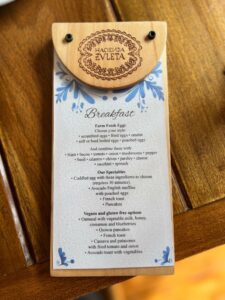 HACIENDA
ZULETA
Breakfast
Farm Fresh Eggs
Choose your style:
• scrambled eggs • fried eggs • omelet
• soft or hard boiled eggs • poached eggs
And combine them with
• ham • bacon • tomato • onion • mushrooms • pepper
• basil • cilantro • chives • parsley • cheese
• zucchini • spinach
Our Specialties
• Coddled egg with three ingredients to choose
(requires 30 minutes).
• Avocado English muffins
with poached eggs
• French toast
• Pancakes
Vegan and gluten free options
• Oatmeal with vegetable milk, honey,
cinnamon and blueberries
• Quinoa pancakes
• French toast
• Cassava and patacones
with fried tomato and onion
• Avocado toast with vegetables